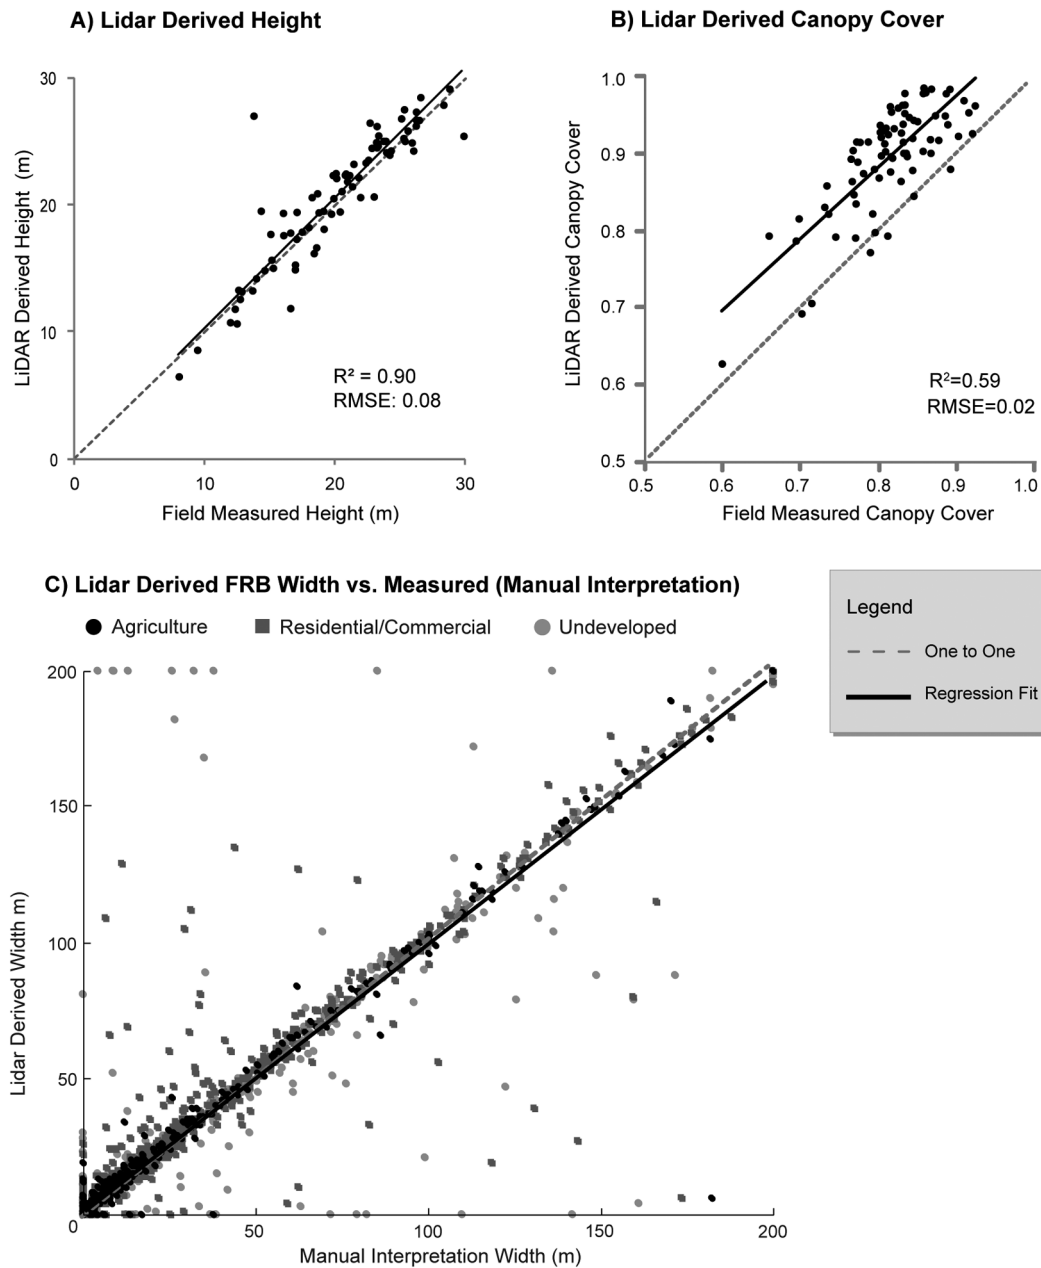 A) Lidar Derived Height
30
20
10
0
LiDAR Derived Height (m)
R² = 0.90
RMSE: 0.08
0 10 20 30
Field Measured Height (m)
B) Lidar Derived Canopy Cover
1.0
0.9
0.8
0.7
0.6
0.5
LiDAR Derived Canopy Cover
R²=0.59
RMSE=0.02
0.5 0.6 0.7 0.8 0.9 1.0
Field Measured Canopy Cover
C) Lidar Derived FRB Width vs. Measured (Manual Interpretation)
Agriculture Residential/Commercial Undeveloped
200
150
100
50
0
Lidar Derived Width m)
50 100 150 200
Manual Interpretation Width (m)
Legend
One to One
Regression Fit